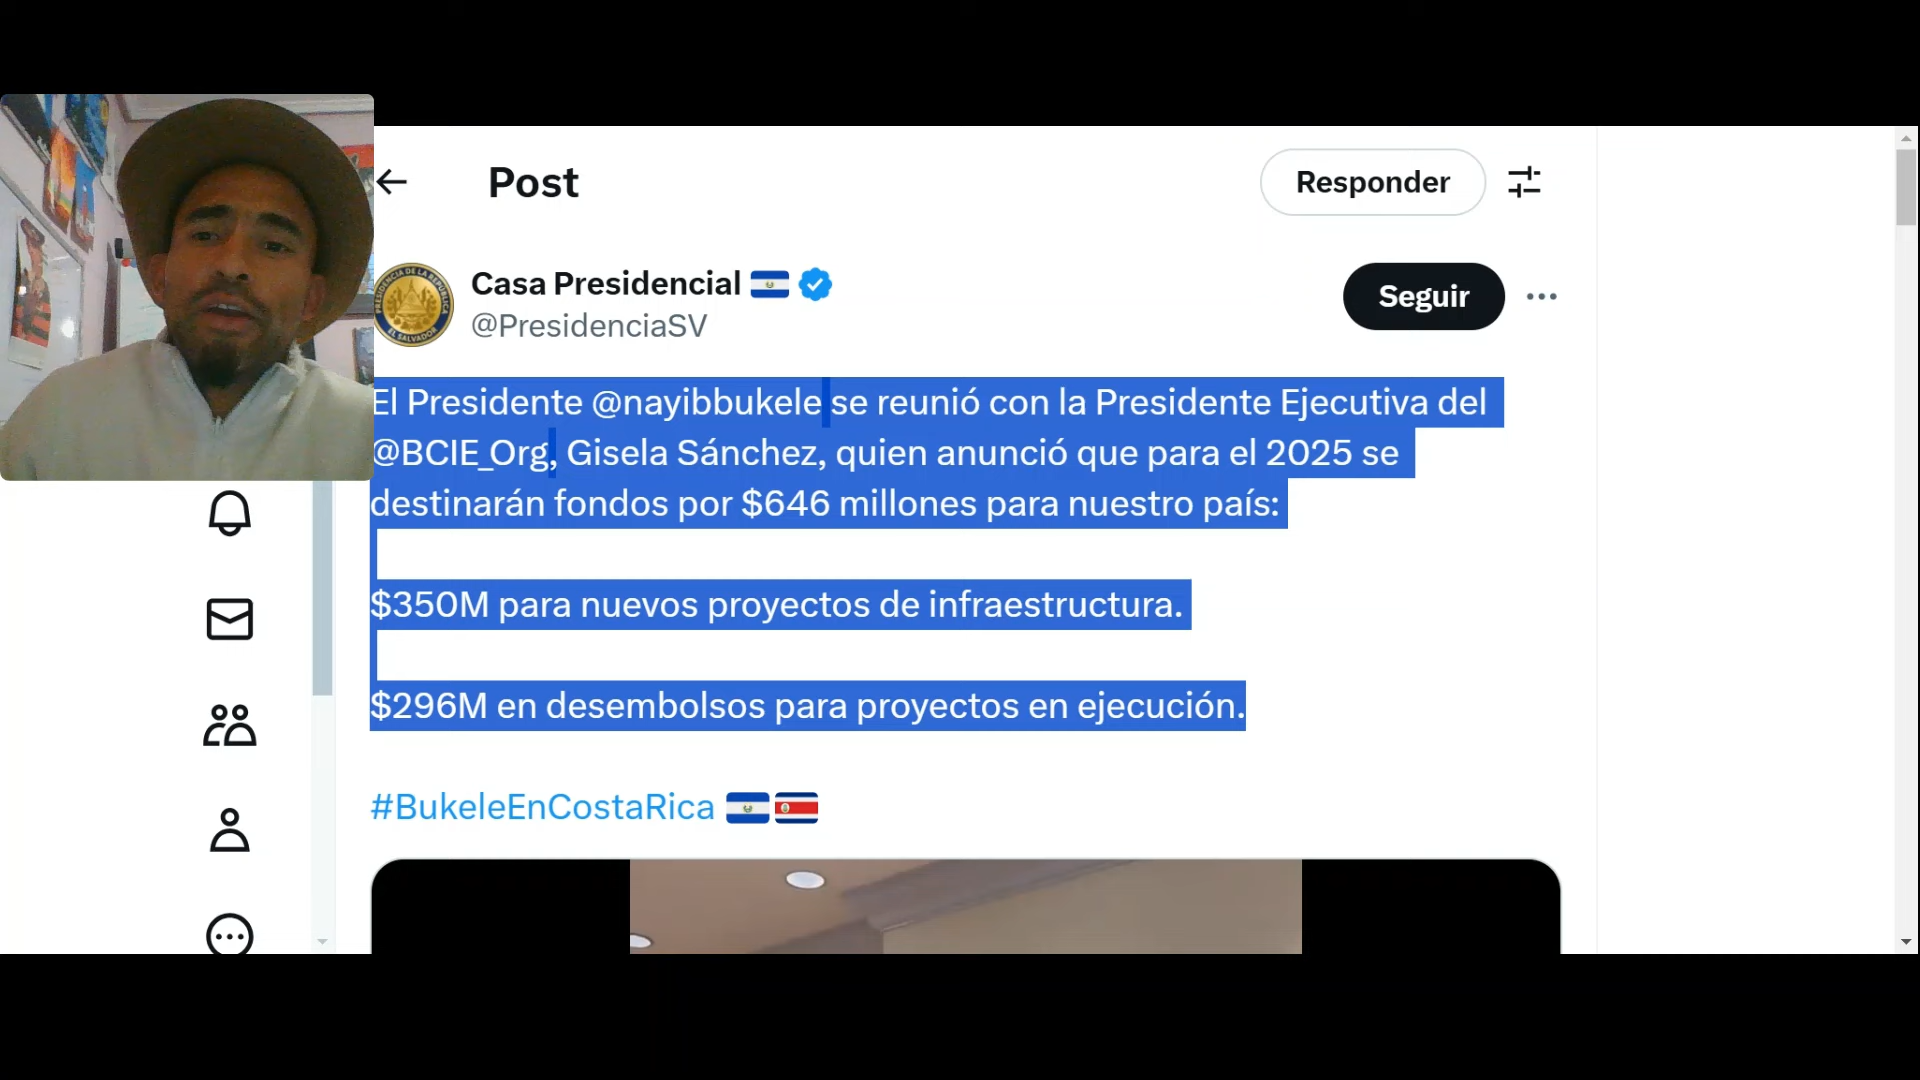 Post
Responder
Casa Presidencial
@PresidenciaSV
Seguir
El Presidente @nayibbukele se reunió con la Presidente Ejecutiva del
@BCIE_Org, Gisela Sánchez, quien anunció que para el 2025 se
destinarán fondos por $646 millones para nuestro país:
$350M para nuevos proyectos de infraestructura.
$296M en desembolsos para proyectos en ejecución.
#BukeleEnCostaRica